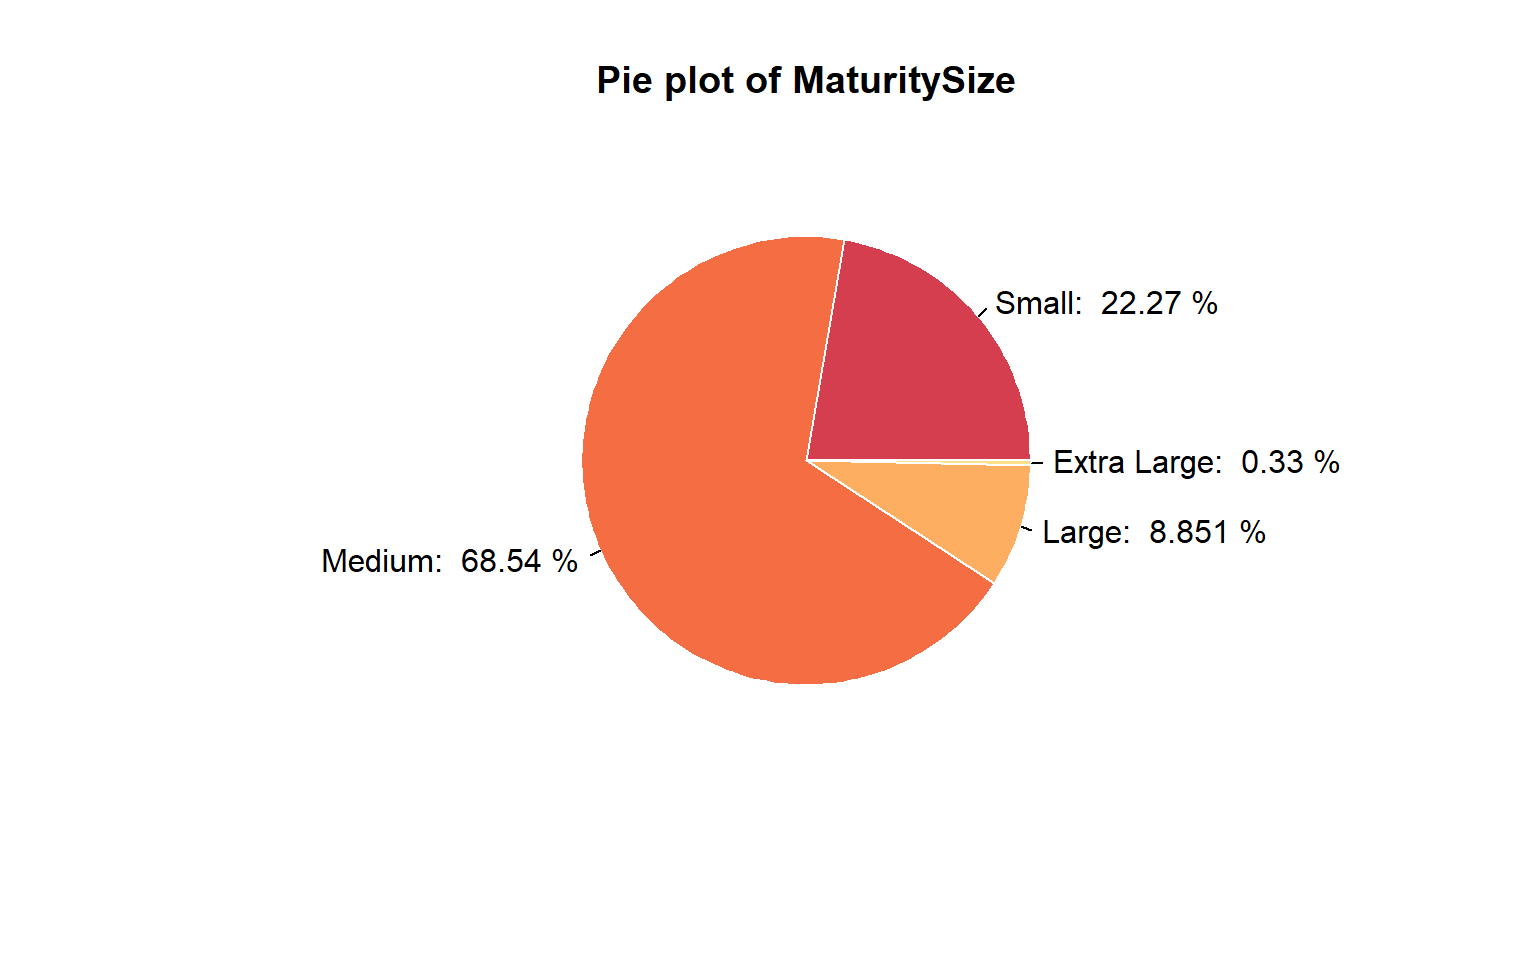 Pie plot of MaturitySize
Small:  22.27 %
Extra Large:  0.33 %
Large:  8.851 %
Medium:  68.54 %